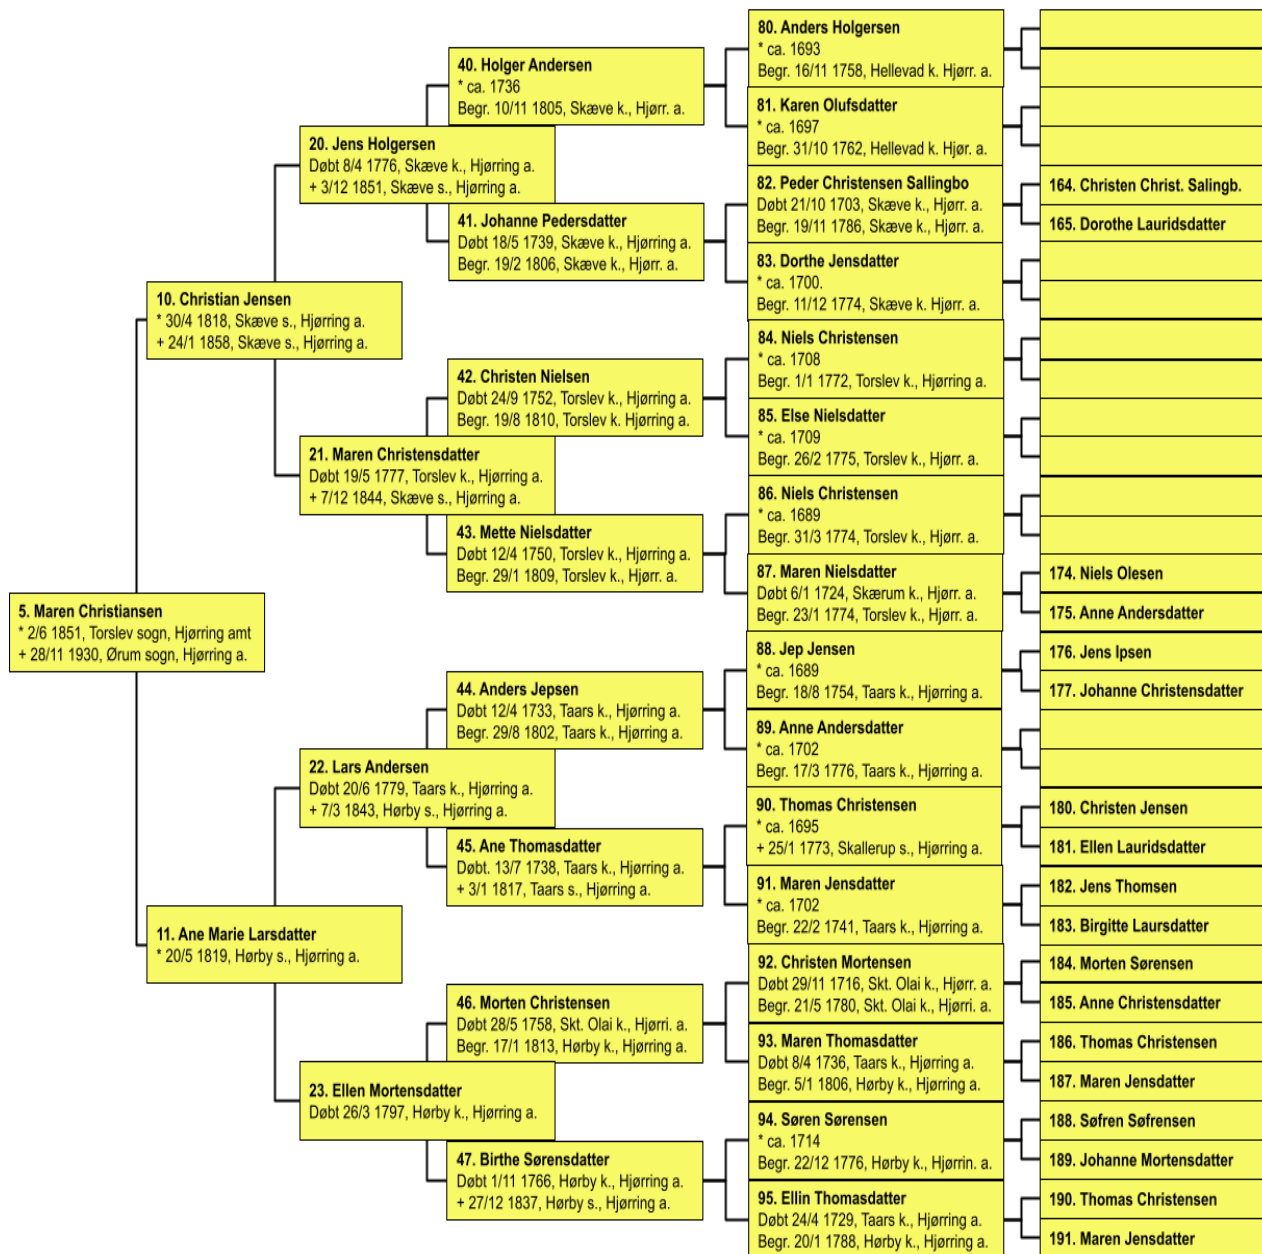 5. Maren Christiansen
* 2/6 1851, Torslev sogn, Hjørring amt
+ 28/11 1930, Ørum sogn, Hjørring a.
10. Christian Jensen
* 30/4 1818, Skæve s., Hjørring a.
+ 24/1 1858, Skæve s., Hjørring a.
11. Ane Marie Larsdatter
* 20/5 1819, Hørby s., Hjørring a.
20. Jens Holgersen
Døbt 8/4 1776, Skæve k., Hjørring a.
+ 3/12 1851, Skæve s., Hjørring a.
21. Maren Christensdatter
Døbt 19/5 1777, Torslev k., Hjørring a.
+ 7/12 1844, Skæve s., Hjørring a.
22. Lars Andersen
Døbt 20/6 1779, Taars k., Hjørring a.
+ 7/3 1843, Hørby s., Hjørring a.
23. Ellen Mortensdatter
Døbt 26/3 1797, Hørby k., Hjørring a.
40. Holger Andersen
* ca. 1736
Begr. 10/11 1805, Skæve k., Hjørr. a.
41. Johanne Pedersdatter
Døbt 18/5 1739, Skæve k., Hjørring a.
Begr. 19/2 1806, Skæve k., Hjørr. a.
42. Christen Nielsen
Døbt 24/9 1752, Torslev k., Hjørring a.
Begr. 19/8 1810, Torslev k. Hjørring a.
43. Mette Nielsdatter
Døbt 12/4 1750, Torslev k., Hjørring a.
Begr. 29/1 1809, Torslev k., Hjørr. a.
44. Anders Jepsen
Døbt 12/4 1733, Taars k., Hjørring a.
Begr. 29/8 1802, Taars k., Hjørring a.
45. Ane Thomasdatter
Døbt. 13/7 1738, Taars k., Hjørring a.
+ 3/1 1817, Taars s., Hjørring a.
46. Morten Christensen
Døbt 28/5 1758, Skt. Olai k., Hjørri. a.
Begr. 17/1 1813, Hørby k., Hjørring a.
47. Birthe Sørensdatter
Døbt 1/11 1766, Hørby k., Hjørring a.
+ 27/12 1837, Hørby s., Hjørring a.
80. Anders Holgersen
* ca. 1693
Begr. 16/11 1758, Hellevad k. Hjørr. a.
81. Karen Olufsdatter
* ca. 1697
Begr. 31/10 1762, Hellevad k. Hjør. a.
82. Peder Christensen Sallingbo
Døbt 21/10 1703, Skæve k., Hjørr. a.
Begr. 19/11 1786, Skæve k., Hjørr. a.
83. Dorthe Jensdatter
* ca. 1700.
Begr. 11/12 1774, Skæve k. Hjørr. a.
84. Niels Christensen
* ca. 1708
Begr. 1/1 1772, Torslev k., Hjørring a.
85. Else Nielsdatter
* ca. 1709
Begr. 26/2 1775, Torslev k., Hjørr. a.
86. Niels Christensen
* ca. 1689
Begr. 31/3 1774, Torslev k., Hjørr. a.
87. Maren Nielsdatter
Døbt 6/1 1724, Skærum k., Hjørr. a.
Begr. 23/1 1774, Torslev k., Hjørr. a.
88. Jep Jensen
* ca. 1689
Begr. 18/8 1754, Taars k., Hjørring a.
89. Anne Andersdatter
* ca. 1702
Begr. 17/3 1776, Taars k., Hjørring a.
90. Thomas Christensen
* ca. 1695
+ 25/1 1773, Skallerup s., Hjørring a.
91. Maren Jensdatter
* ca. 1702
Begr. 22/2 1741, Taars k., Hjørring a.
92. Christen Mortensen
Døbt 29/11 1716, Skt. Olai k., Hjørr. a.
Begr. 21/5 1780, Skt. Olai k., Hjørri. a.
93. Maren Thomasdatter
Døbt 8/4 1736, Taars k., Hjørring a.
Begr. 5/1 1806, Hørby k., Hjørring a.
94. Søren Sørensen
* ca. 1714
Begr. 22/12 1776, Hørby k., Hjørrin. a.
95. Ellin Thomasdatter
Døbt 24/4 1729, Taars k., Hjørring a.
Begr. 20/1 1788, Hørby k., Hjørring a.
164. Christen Christ. Salingb.
165. Dorothe Lauridsdatter
174. Niels Olesen
175. Anne Andersdatter
176. Jens Ipsen
177. Johanne Christensdatter
180. Christen Jensen
181. Ellen Lauridsdatter
182. Jens Thomsen
183. Birgitte Laursdatter
184. Morten Sørensen
185. Anne Christensdatter
186. Thomas Christensen
187. Maren Jensdatter
188. Søfren Søfrensen
189. Johanne Mortensdatter
190. Thomas Christensen
191. Maren Jensdatter